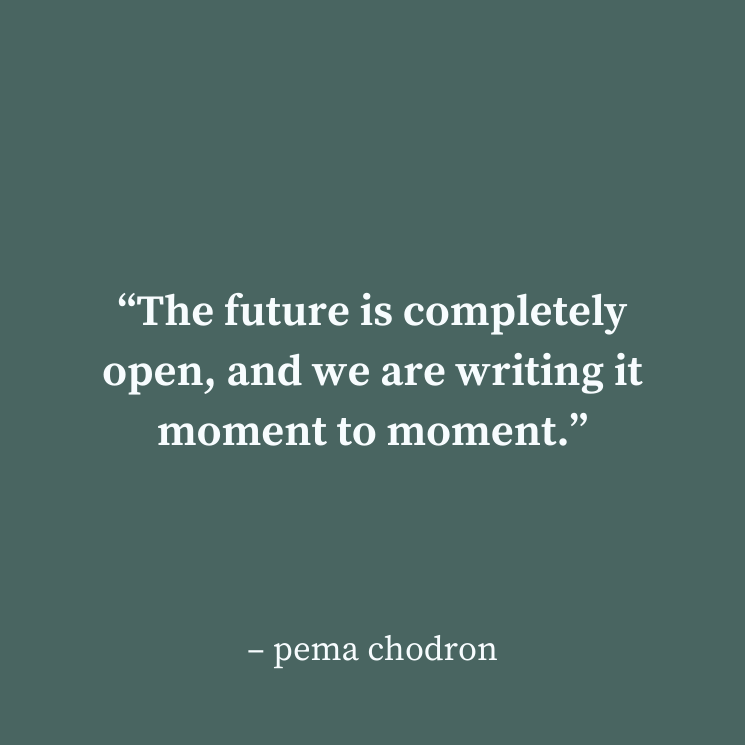 “The future is completely
open, and we are writing it
moment to moment.”
– pema chodron